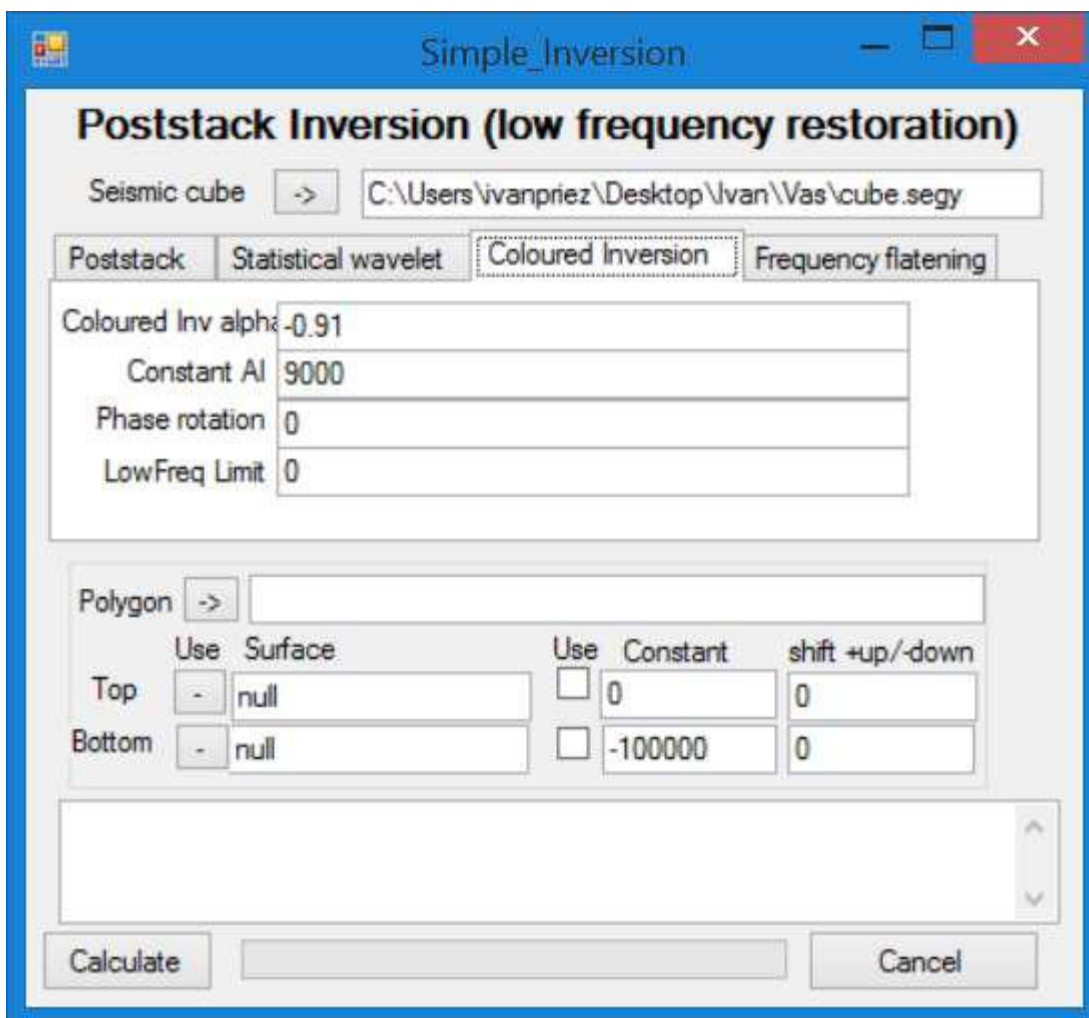 Simple_Inversion
Poststack Inversion (low frequency restoration)
Seismic cube -> C:\Users\ivanpriez\Desktop\Ivan\Vas\cube.segy
Poststack Statistical wavelet Coloured Inversion Frequency flatening
Coloured Inv alpha -0.91
Constant AI 9000
Phase rotation 0
LowFreq Limit 0
Polygon ->
Use Surface Use Constant shift +up/-down
Top - null 0 0
Bottom - null -100000 0
Calculate Cancel